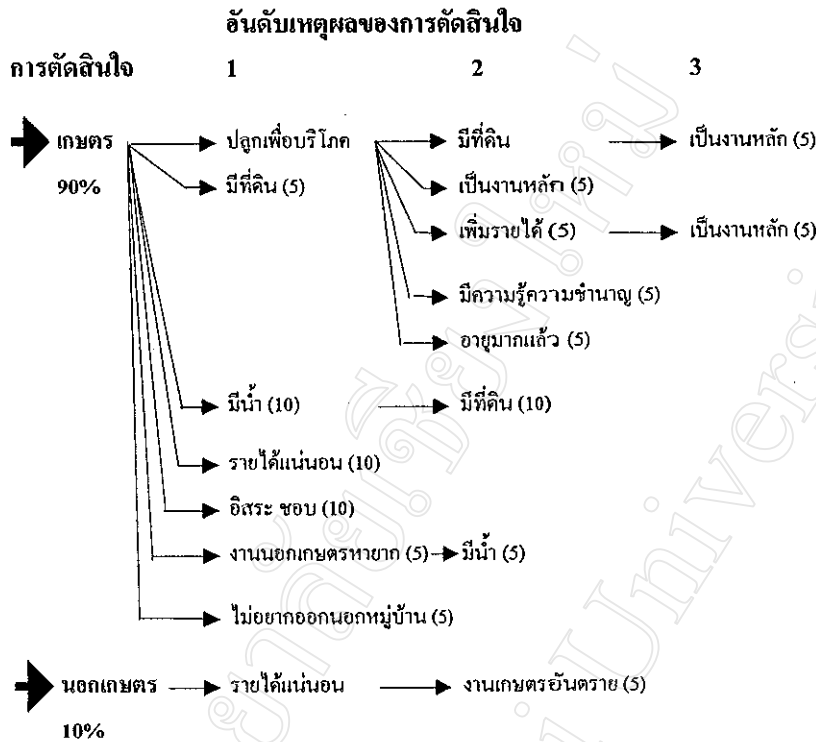 อันดับเหตุผลของการตัดสินใจ
การตัดสินใจ 1 2 3
เกษตร ปลูกเพื่อบริโภค มีที่ดิน เป็นงานหลัก (5)
90% มีที่ดิน (5) เป็นงานหลัก (5)
เพิ่มรายได้ (5) เป็นงานหลัก (5)
มีความรู้ความชำนาญ (5)
อายุมากแล้ว (5)
มีน้ำ (10) มีที่ดิน (10)
รายได้แน่นอน (10)
อิสระ ชอบ (10)
งานนอกเกษตรหายาก (5) มีน้ำ (5)
ไม่อยากออกนอกหมู่บ้าน (5)
นอกเกษตร รายได้แน่นอน งานเกษตรอันตราย (5)
10%